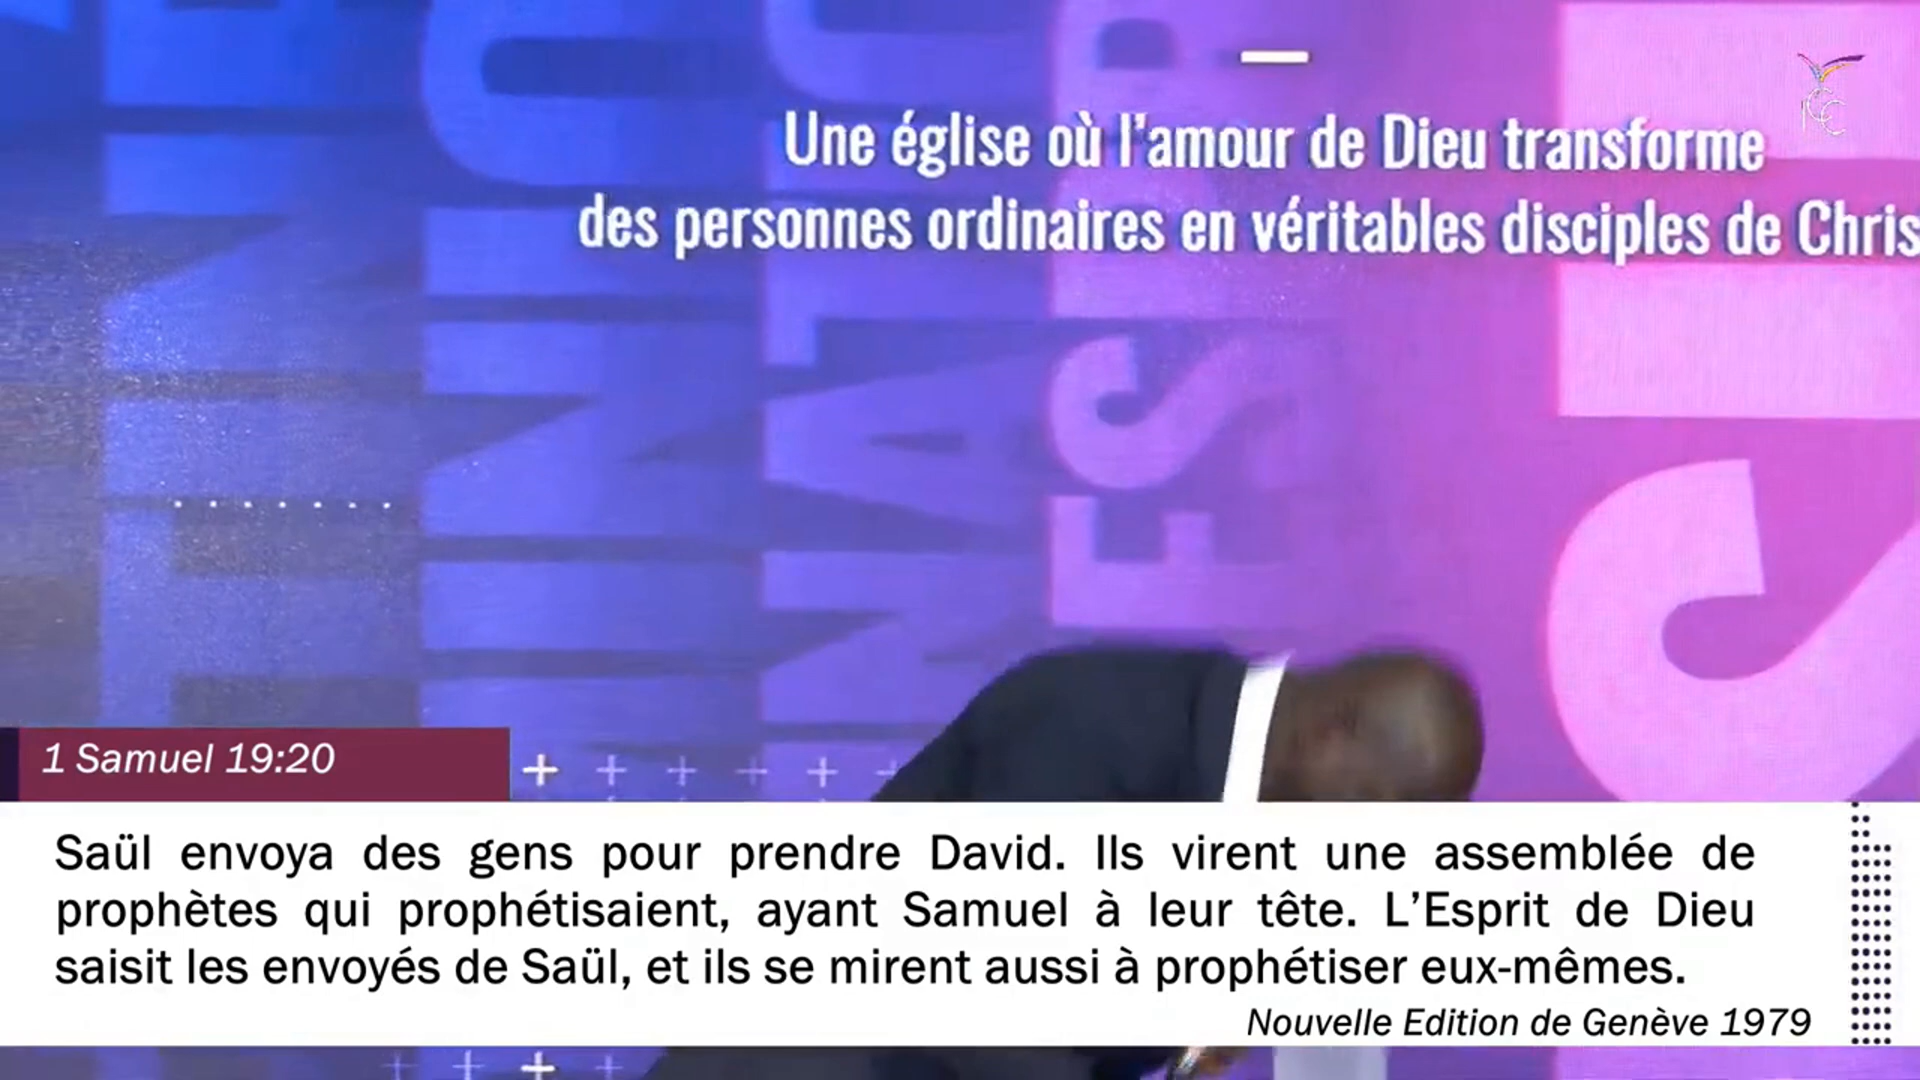 Une église où l'amour de Dieu transforme
des personnes ordinaires en véritables disciples de Chris
ICC
1 Samuel 19:20
Saül envoya des gens pour prendre David. Ils virent une assemblée de
prophètes qui prophétisaient, ayant Samuel à leur tête. L’Esprit de Dieu
saisit les envoyés de Saül, et ils se mirent aussi à prophétiser eux-mêmes.
Nouvelle Edition de Genève 1979